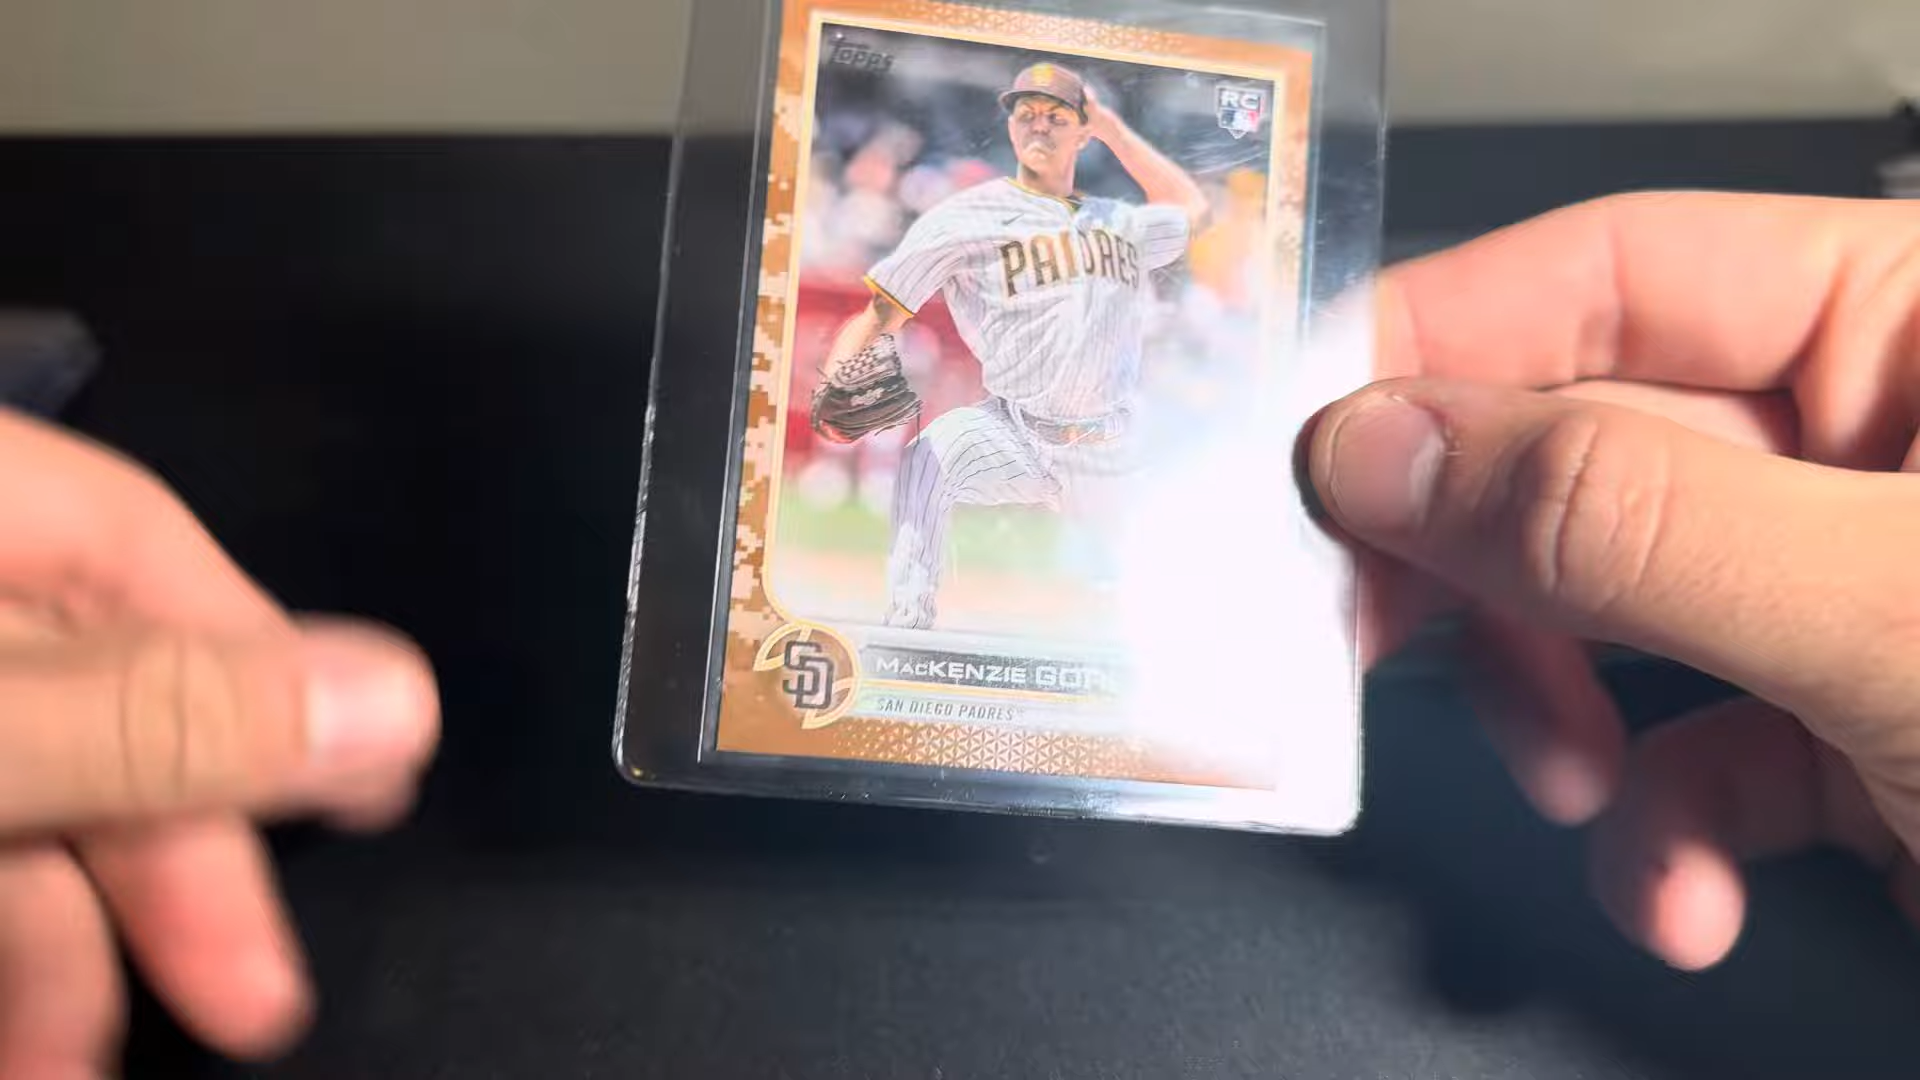 Topps
RC
PADRES
SD
MACKENZIE
SAN DIEGO PADRES